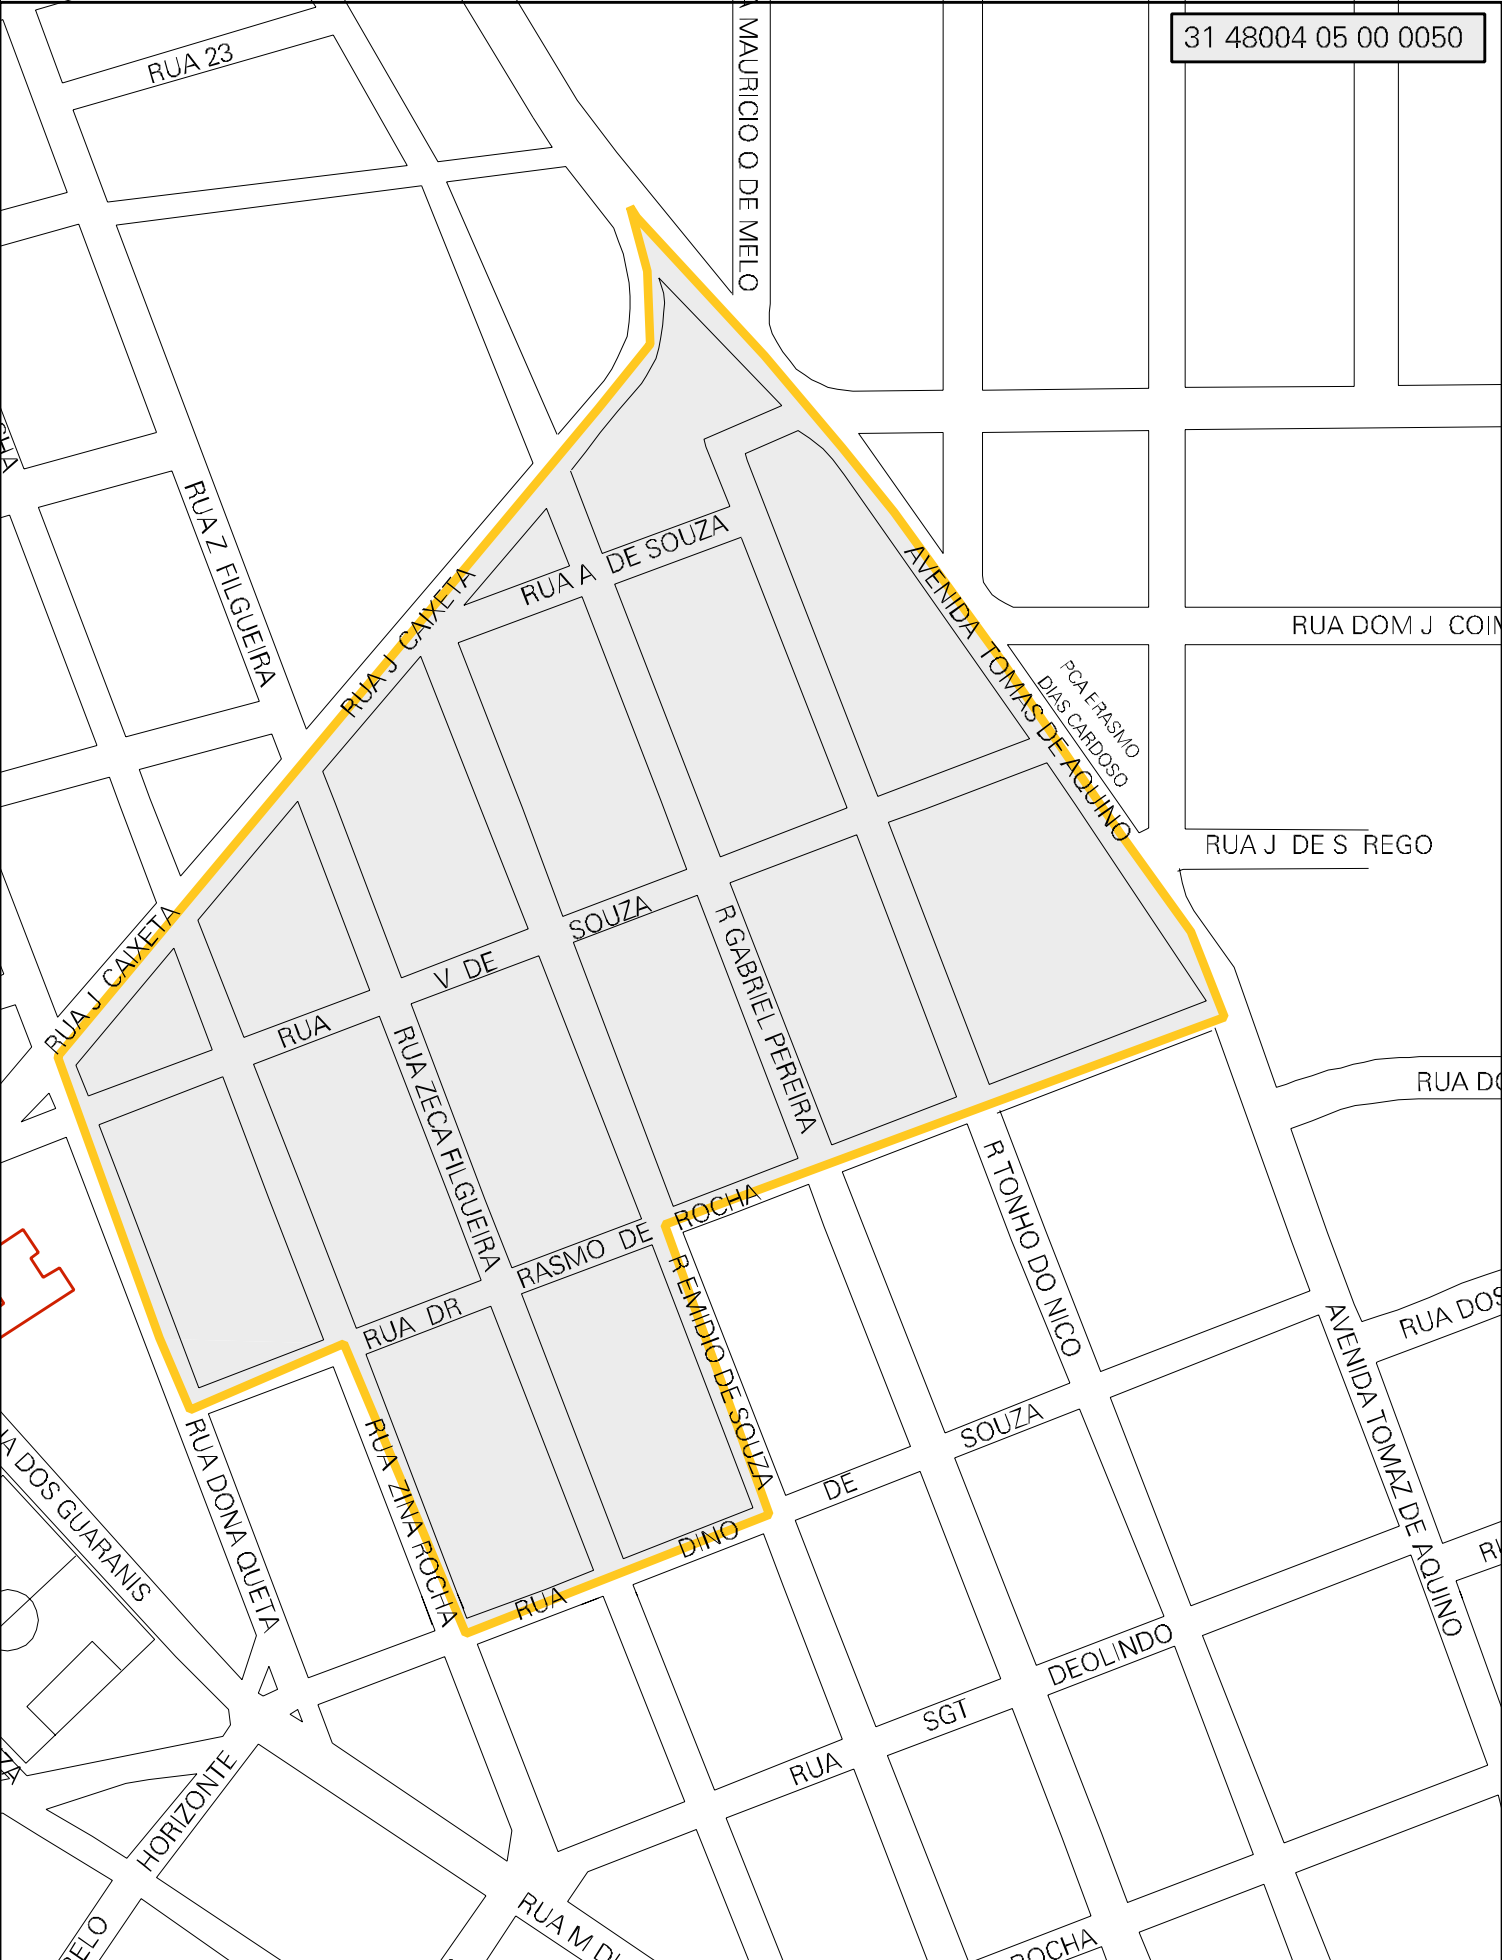 31 48004 05 00 0050
RUA 23
MAURICIO Q DE MELO
RUA Z FILGUEIRA
RUA A DE SOUZA
RUA J CAIXETA
AVENIDA TOMAS DE AQUINO
RUA DOM J
PCA ERASMO
DIAS CARDOSO
RUA J DE S REGO
RUA J CAIXETA
RUA V DE SOUZA
R GABRIEL PEREIRA
RUA ZECA FILGUEIRA
RUA
R TONHO DO NICO
RUA DR RASMO DE ROCHA
R EMIDIO DE SOUZA
RUA DOS
AVENIDA TOMAZ DE AQUINO
RUA DONA QUETA
RUA ZINA ROCHA
DOS GUARANIS
RUA DINO DE SOUZA
RUA SGT DEOLINDO
HORIZONTE
RUA M